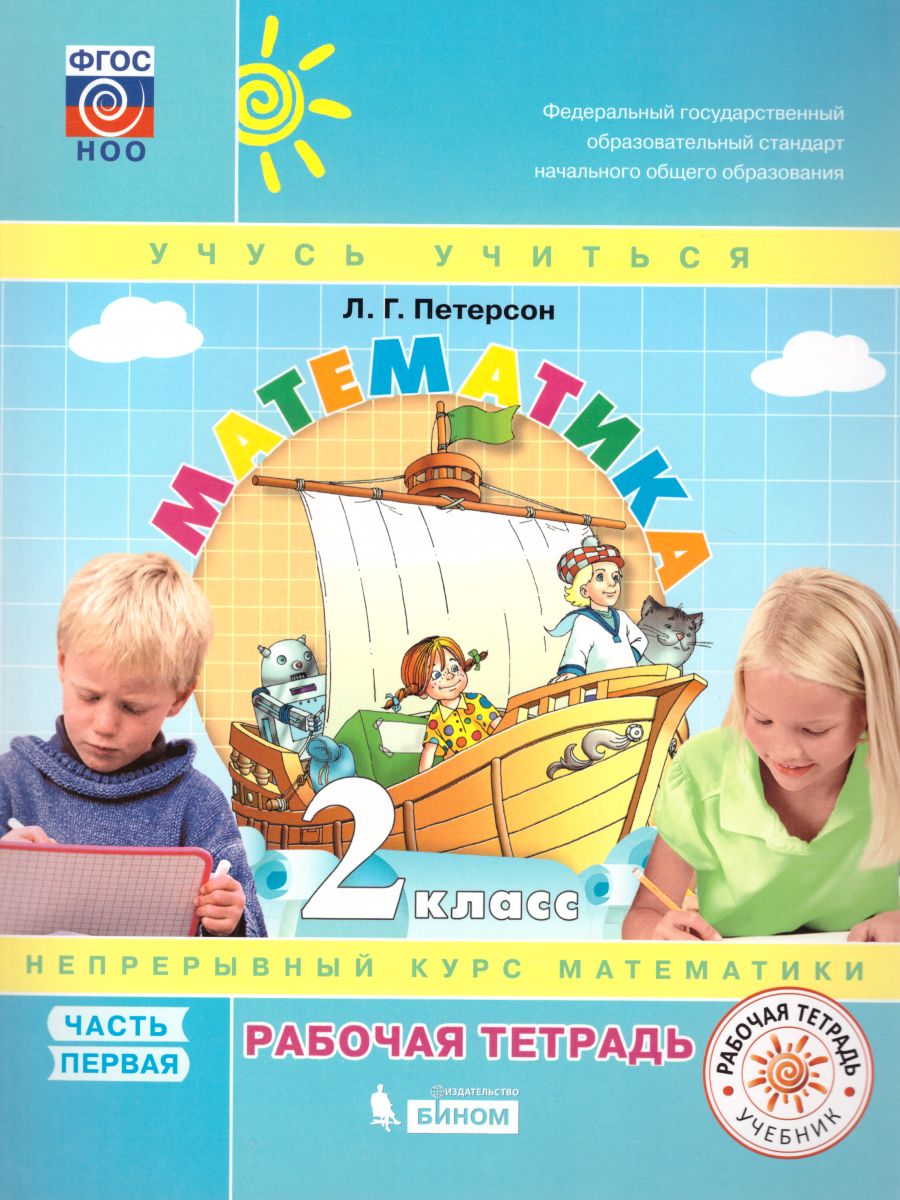 ФГОС
НОО
Федеральный государственный
образовательный стандарт
начального общего образования
УЧУСЬ УЧИТЬСЯ
Л. Г. Петерсон
МАТЕМАТИКА
2 класс
НЕПРЕРЫВНЫЙ КУРС МАТЕМАТИКИ
ЧАСТЬ
ПЕРВАЯ
РАБОЧАЯ ТЕТРАДЬ
ИЗДАТЕЛЬСТВО
БИНОМ
РАБОЧАЯ ТЕТРАДЬ
УЧЕБНИК